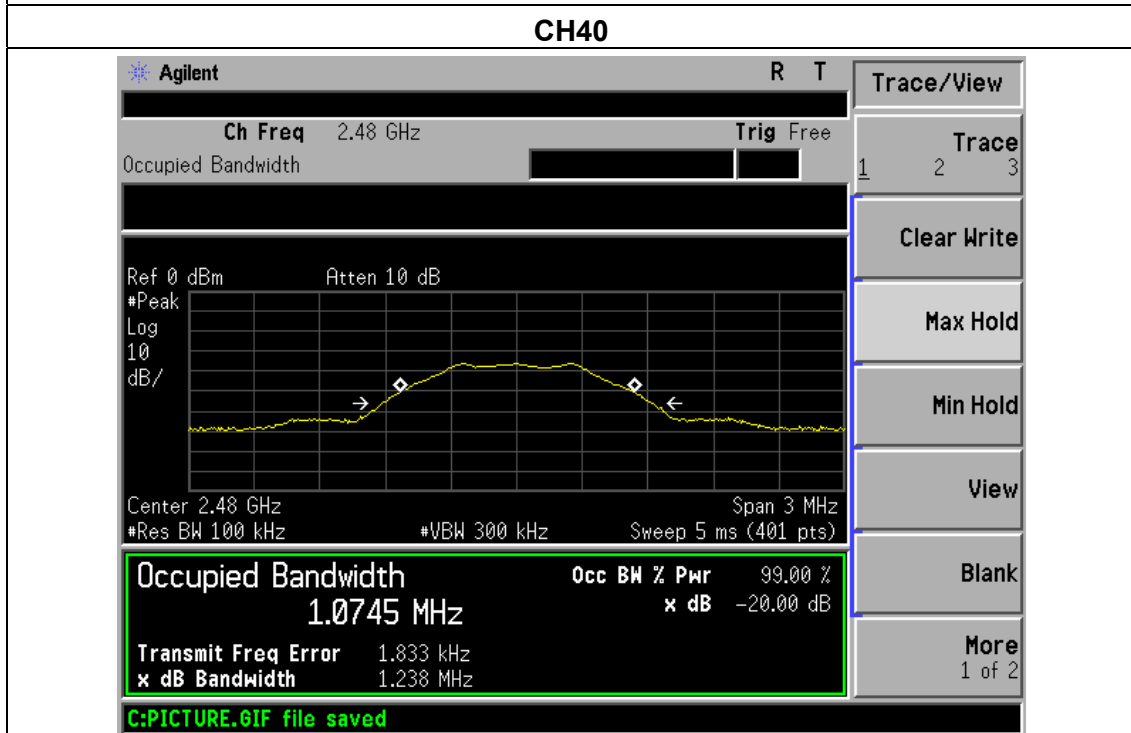 CH40
Agilent R T
Trace/View
Ch Freq 2.48 GHz Trig Free
Occupied Bandwidth
Trace
1 2 3
Clear Write
Ref 0 dBm Atten 10 dB
#Peak
Log
10
dB/
Max Hold
Min Hold
View
Center 2.48 GHz Span 3 MHz
#Res BW 100 kHz #VBW 300 kHz Sweep 5 ms (401 pts)
Occupied Bandwidth Occ BW % Pwr 99.00 %
1.0745 MHz x dB -20.00 dB
Blank
Transmit Freq Error 1.833 kHz
x dB Bandwidth 1.238 MHz
More
1 of 2
C:PICTURE.GIF file saved